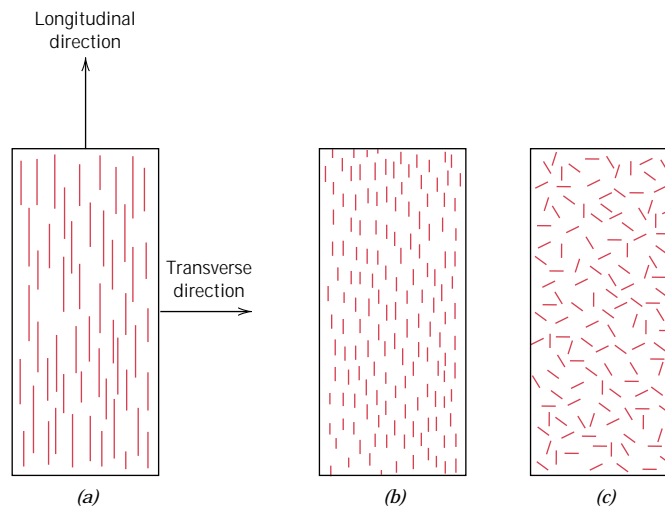 Longitudinal
direction
Transverse
direction
(a)
(b)
(c)